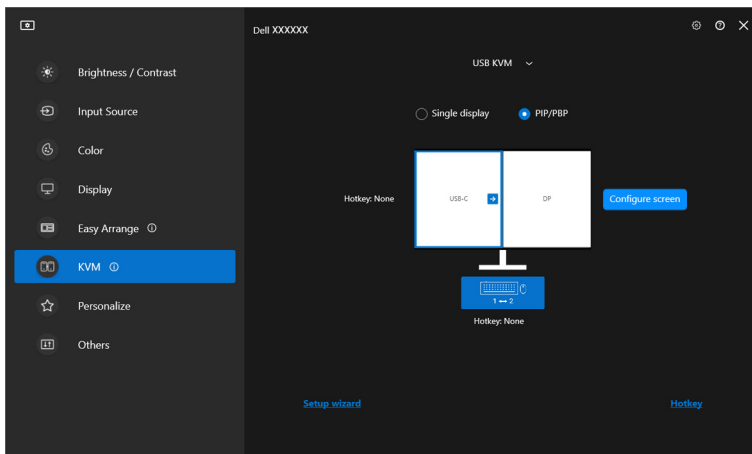 Dell XXXXXX
USB KVM
Brightness / Contrast
Input Source
Color
Display
Easy Arrange
KVM
Personalize
Others
Single display
PIP/PBP
Hotkey: None
USB-C
DP
Configure screen
1 ↔ 2
Hotkey: None
Setup wizard
Hotkey